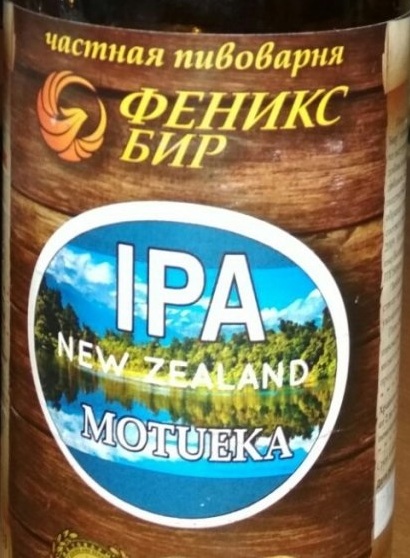 частная пивоварня
ФЕНИКС
БИР
IPA
NEW ZEALAND
MOTUEKA